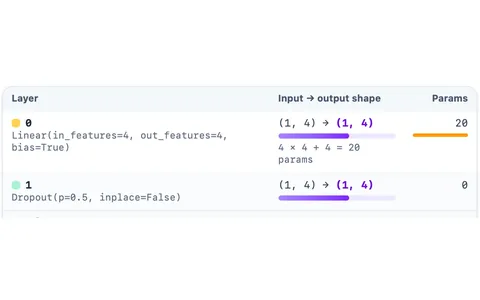 Layer Input → output shape Params
0 (1, 4) → (1, 4) 20
Linear(in_features=4, out_features=4, 4 × 4 + 4 = 20
bias=True) params
1 (1, 4) → (1, 4) 0
Dropout(p=0.5, inplace=False)